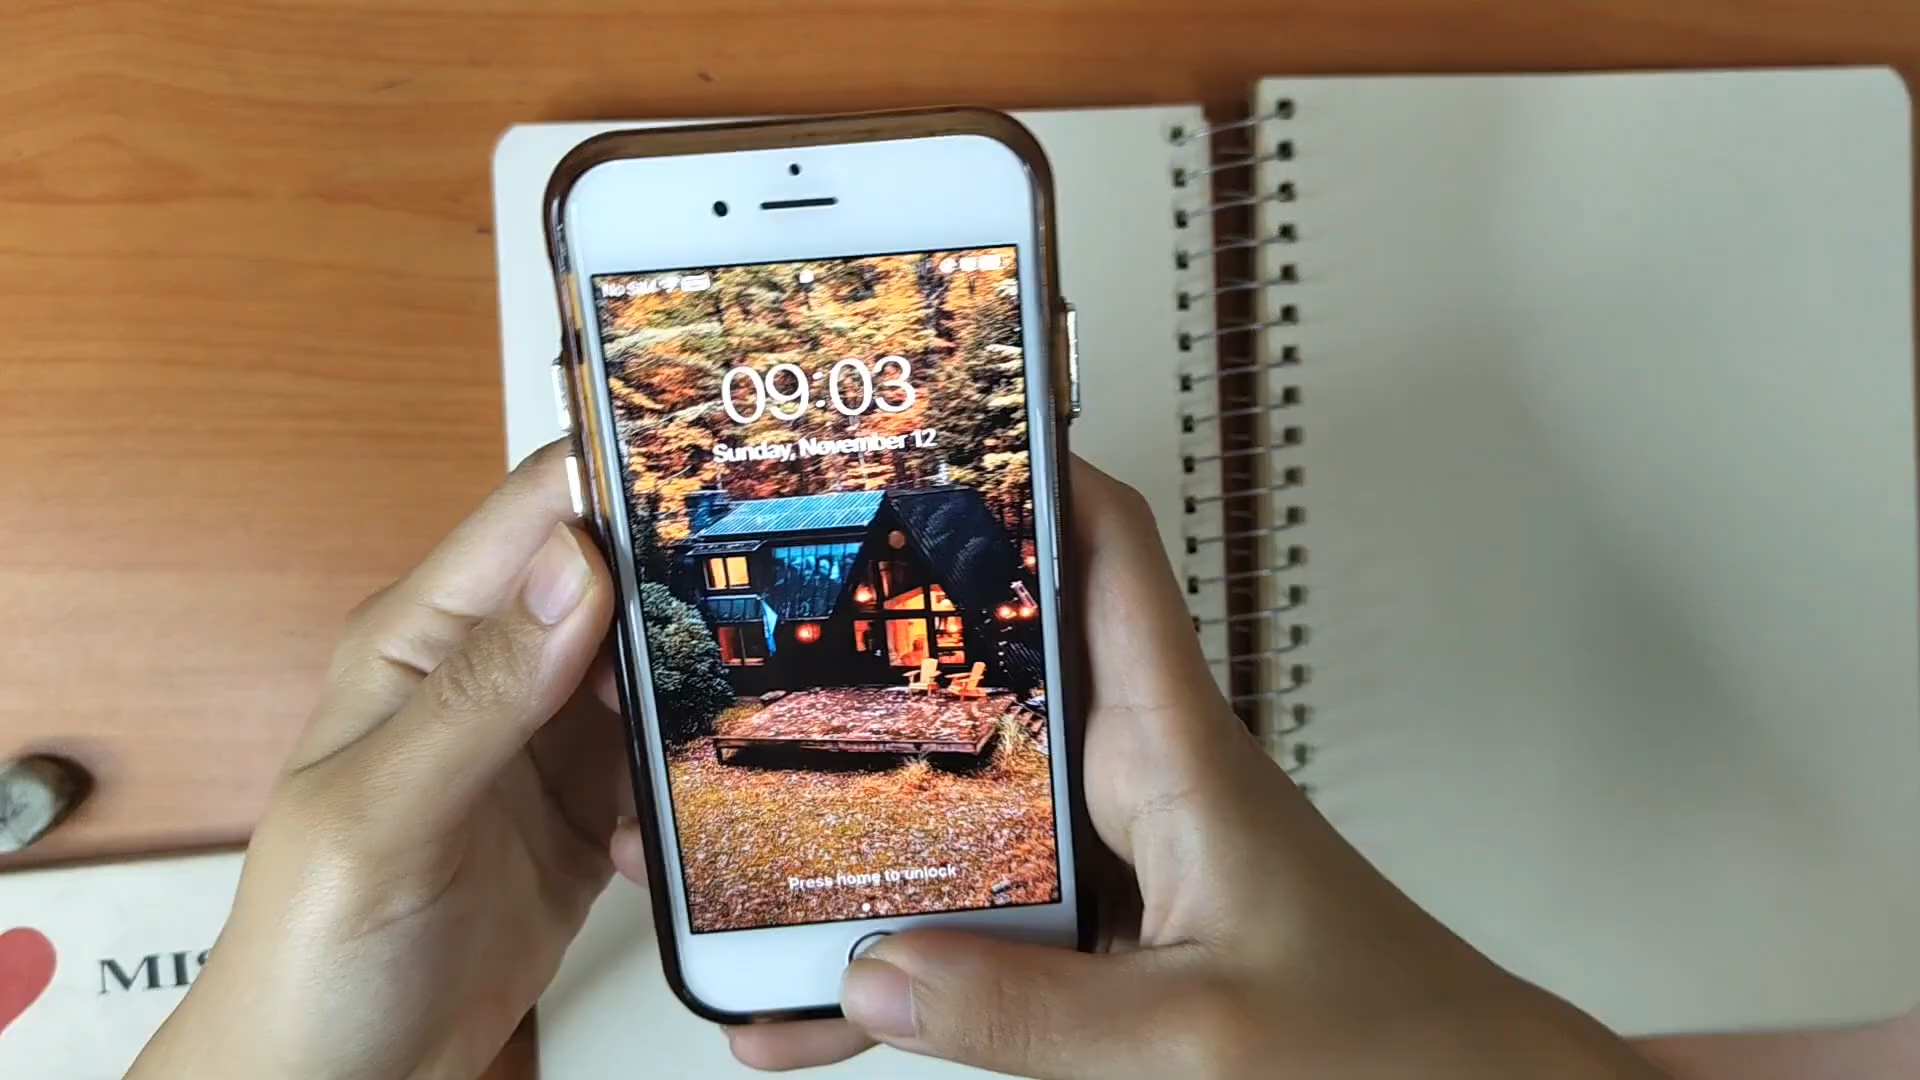 No SIM
09:03
Sunday, November 12
Press home to unlock
MIS